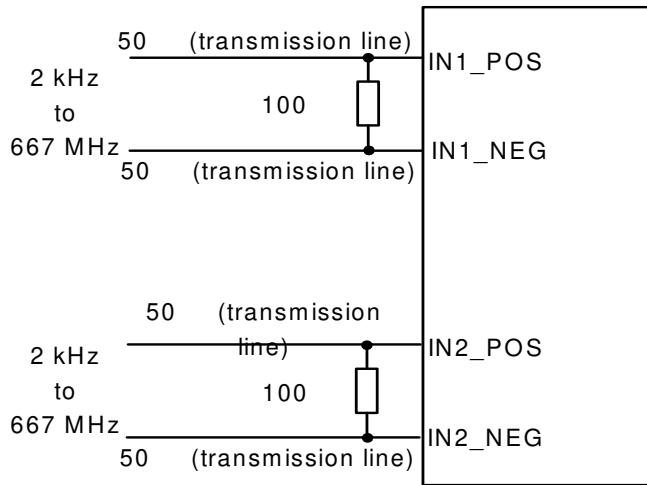 50 (transmission line)
IN1_POS
2 kHz
to
667 MHz
100
IN1_NEG
50 (transmission line)
50 (transmission
line)
IN2_POS
2 kHz
to
667 MHz
100
IN2_NEG
50 (transmission line)